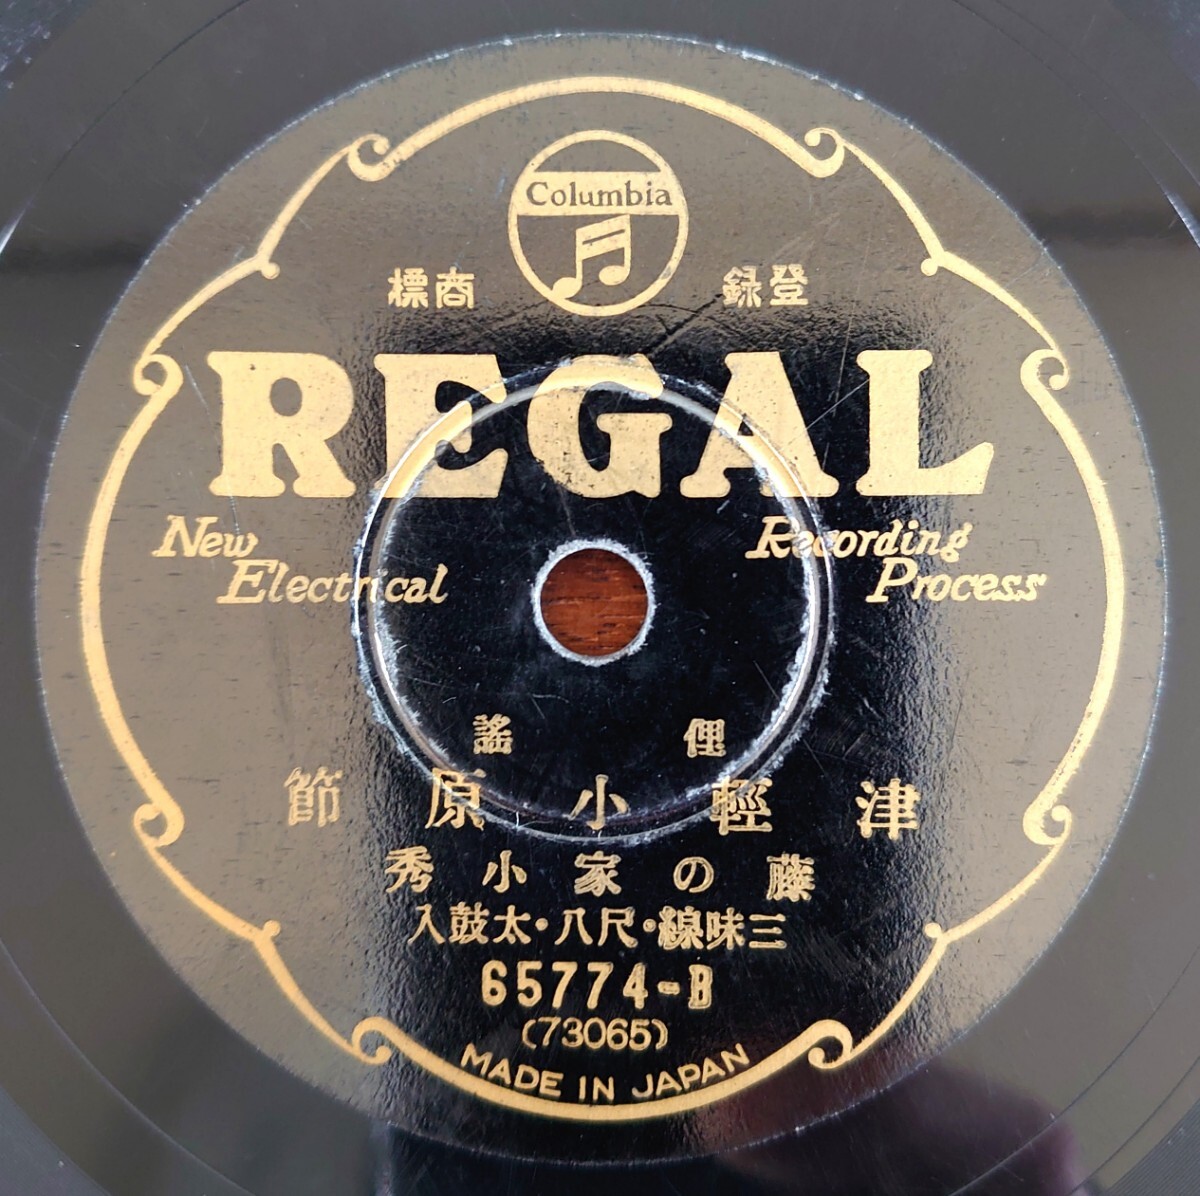 Columbia
登録 商標
REGAL
New Electrical
Recording Process
俚謠
津輕小原節
藤の家小秀
三味線・尺八・太鼓入
65774-B
(73065)
MADE IN JAPAN